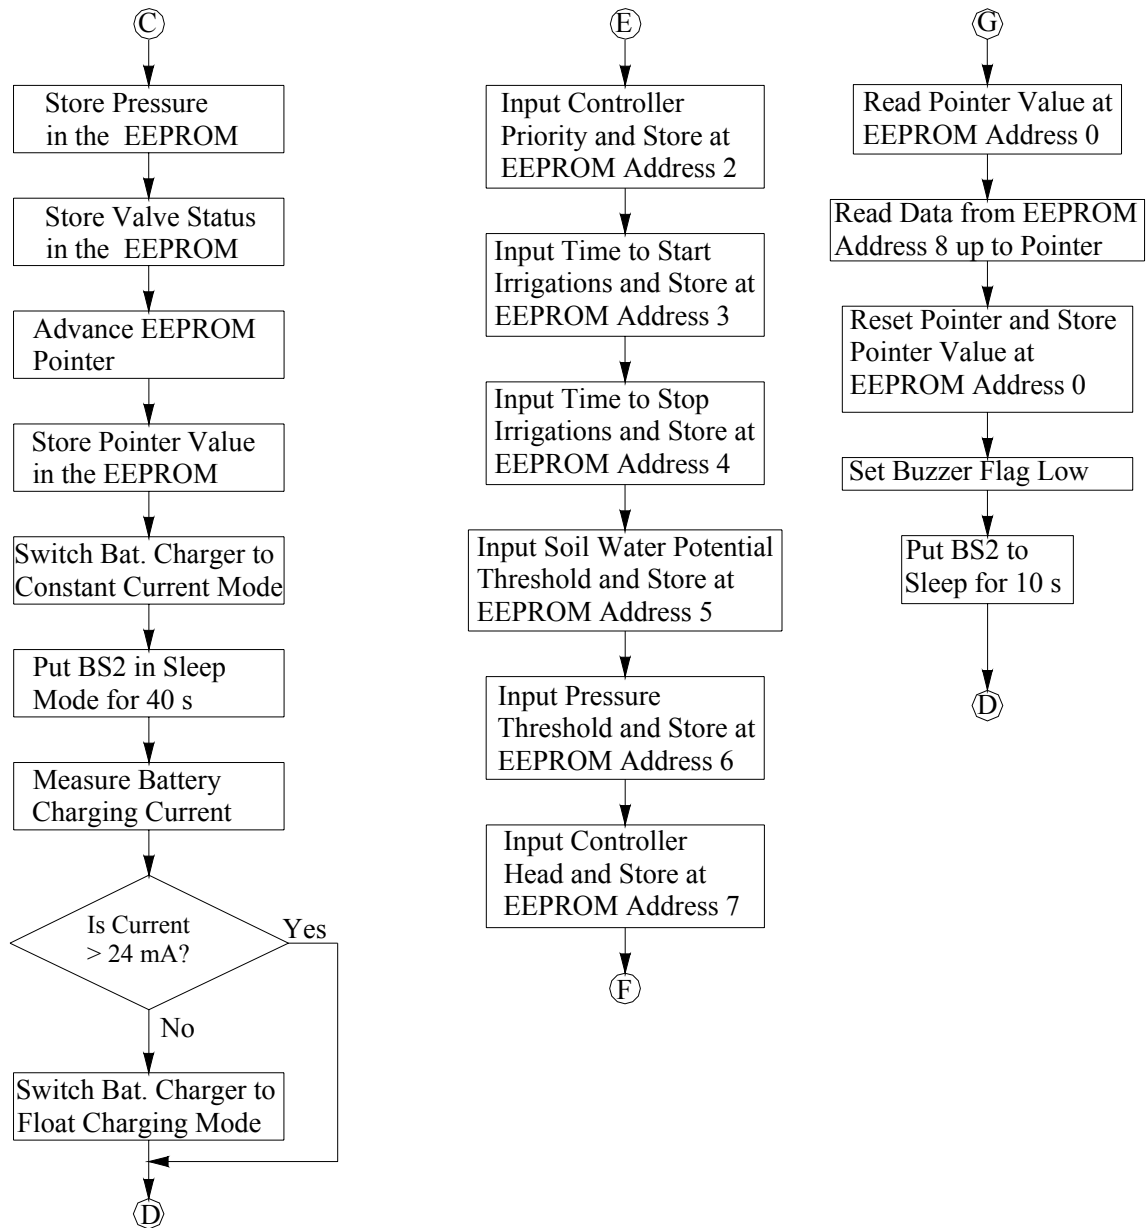 C
Store Pressure
in the EEPROM
Store Valve Status
in the EEPROM
Advance EEPROM
Pointer
Store Pointer Value
in the EEPROM
Switch Bat. Charger to
Constant Current Mode
Put BS2 in Sleep
Mode for 40 s
Measure Battery
Charging Current
Is Current
> 24 mA?
Yes
No
Switch Bat. Charger to
Float Charging Mode
D
E
Input Controller
Priority and Store at
EEPROM Address 2
Input Time to Start
Irrigations and Store at
EEPROM Address 3
Input Time to Stop
Irrigations and Store at
EEPROM Address 4
Input Soil Water Potential
Threshold and Store at
EEPROM Address 5
Input Pressure
Threshold and Store at
EEPROM Address 6
Input Controller
Head and Store at
EEPROM Address 7
F
G
Read Pointer Value at
EEPROM Address 0
Read Data from EEPROM
Address 8 up to Pointer
Reset Pointer and Store
Pointer Value at
EEPROM Address 0
Set Buzzer Flag Low
Put BS2 to
Sleep for 10 s
D